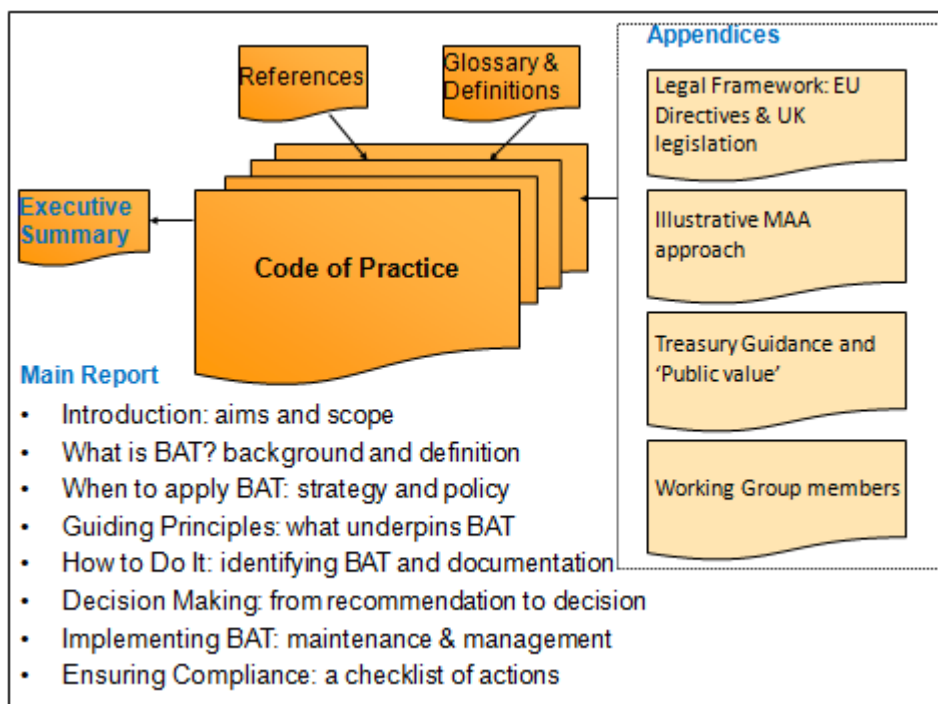 References
Glossary &
Definitions
Executive
Summary
Code of Practice
Appendices
Legal Framework: EU
Directives & UK
legislation
Illustrative MAA
approach
Treasury Guidance and
‘Public value’
Working Group members
Main Report
• Introduction: aims and scope
• What is BAT? background and definition
• When to apply BAT: strategy and policy
• Guiding Principles: what underpins BAT
• How to Do It: identifying BAT and documentation
• Decision Making: from recommendation to decision
• Implementing BAT: maintenance & management
• Ensuring Compliance: a checklist of actions